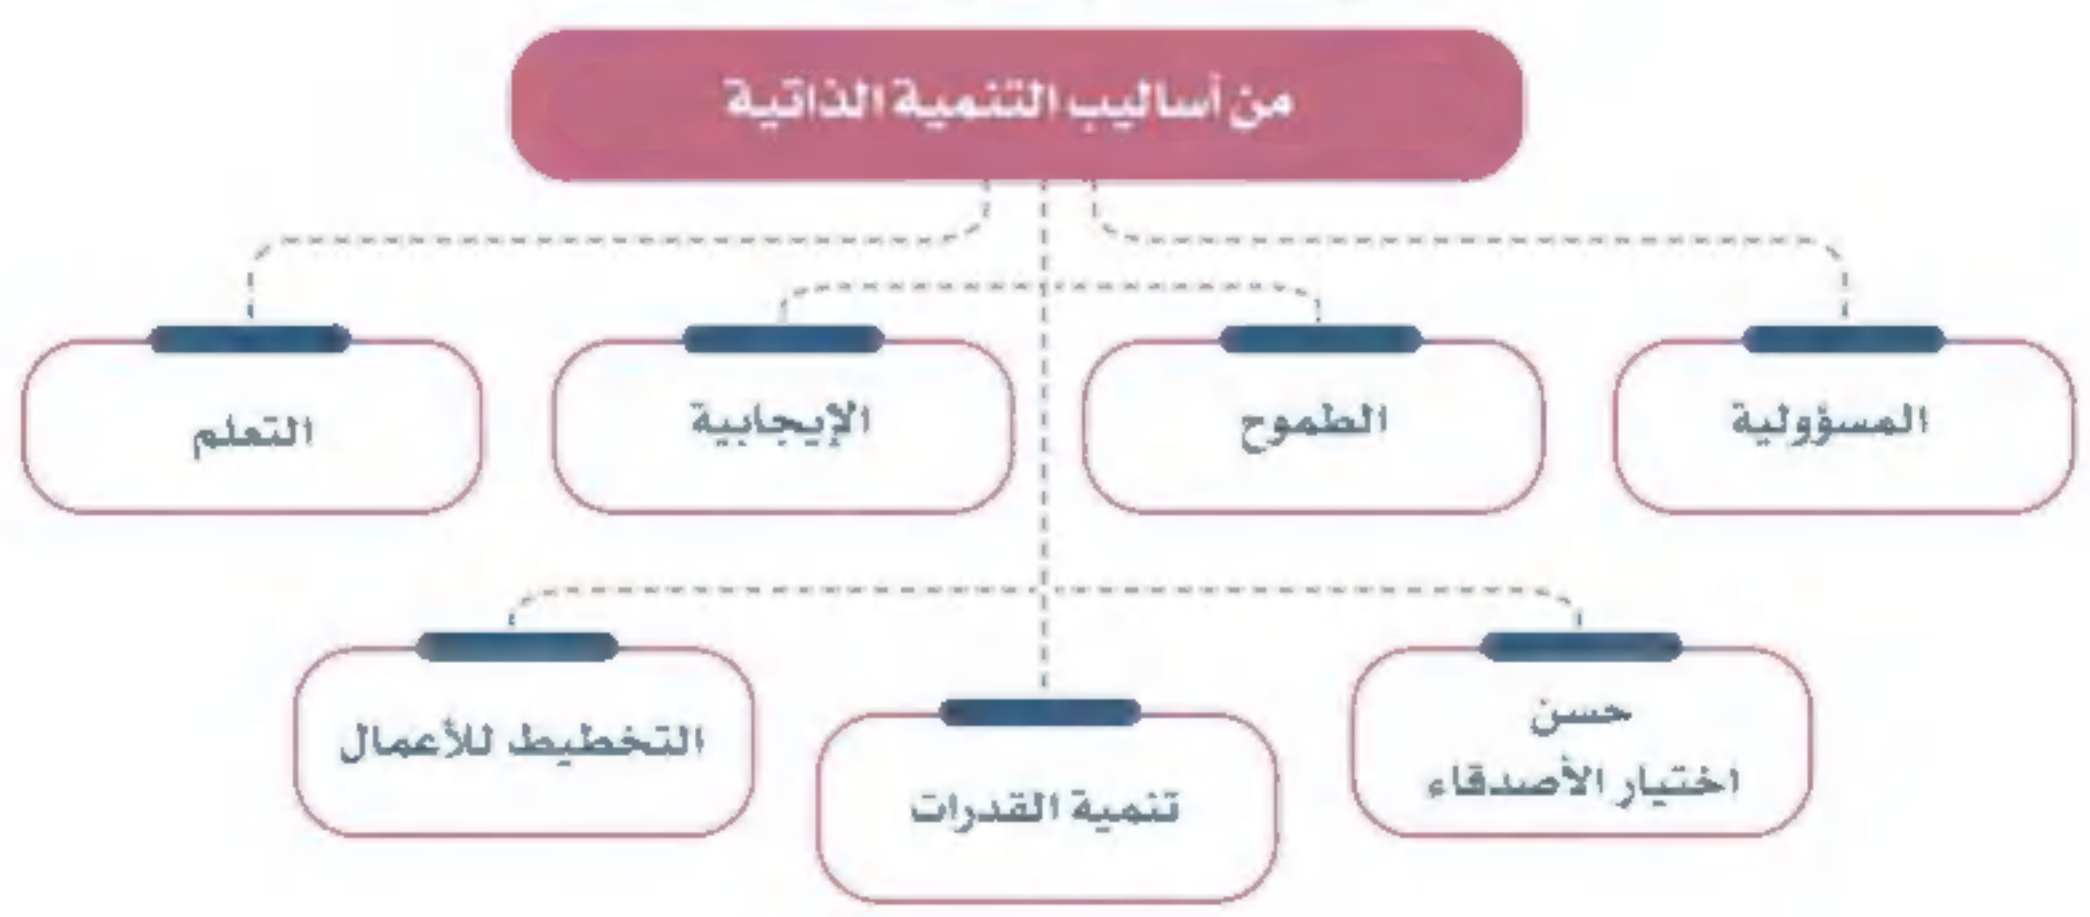 من أساليب التنمية الذاتية
المسؤولية
الطموح
الإيجابية
التعلم
حسن
اختيار الأصدقاء
تنمية القدرات
التخطيط للأعمال